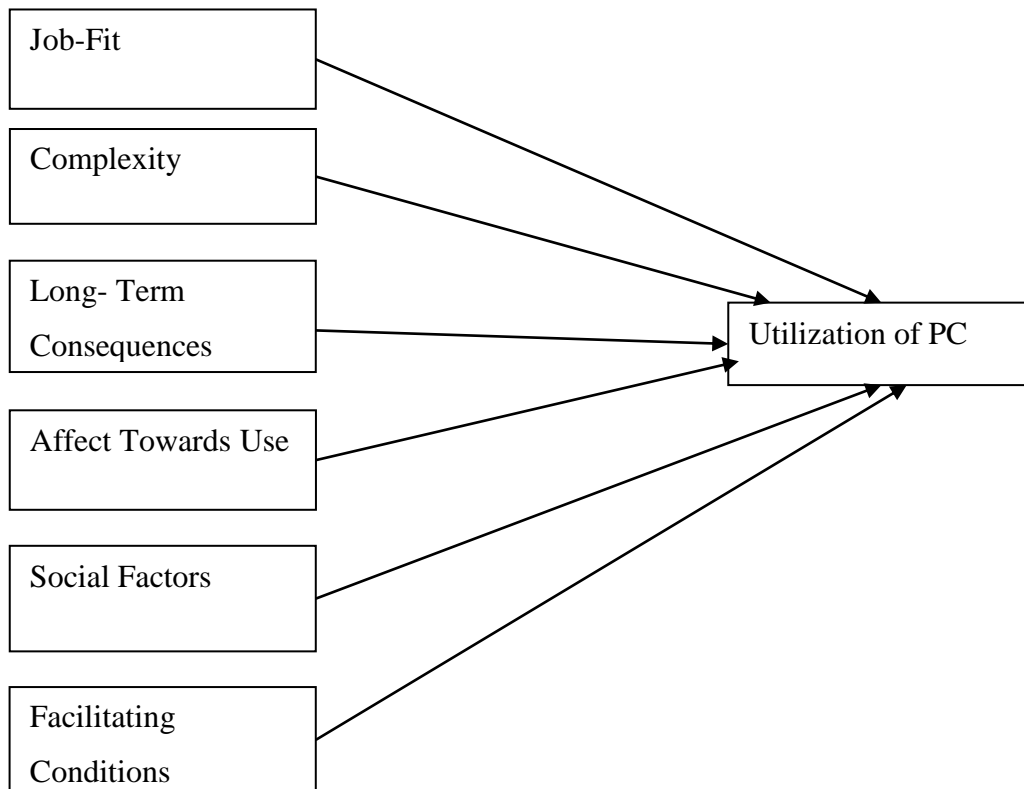 Job-Fit
Complexity
Long- Term
Consequences
Utilization of PC
Affect Towards Use
Social Factors
Facilitating
Conditions